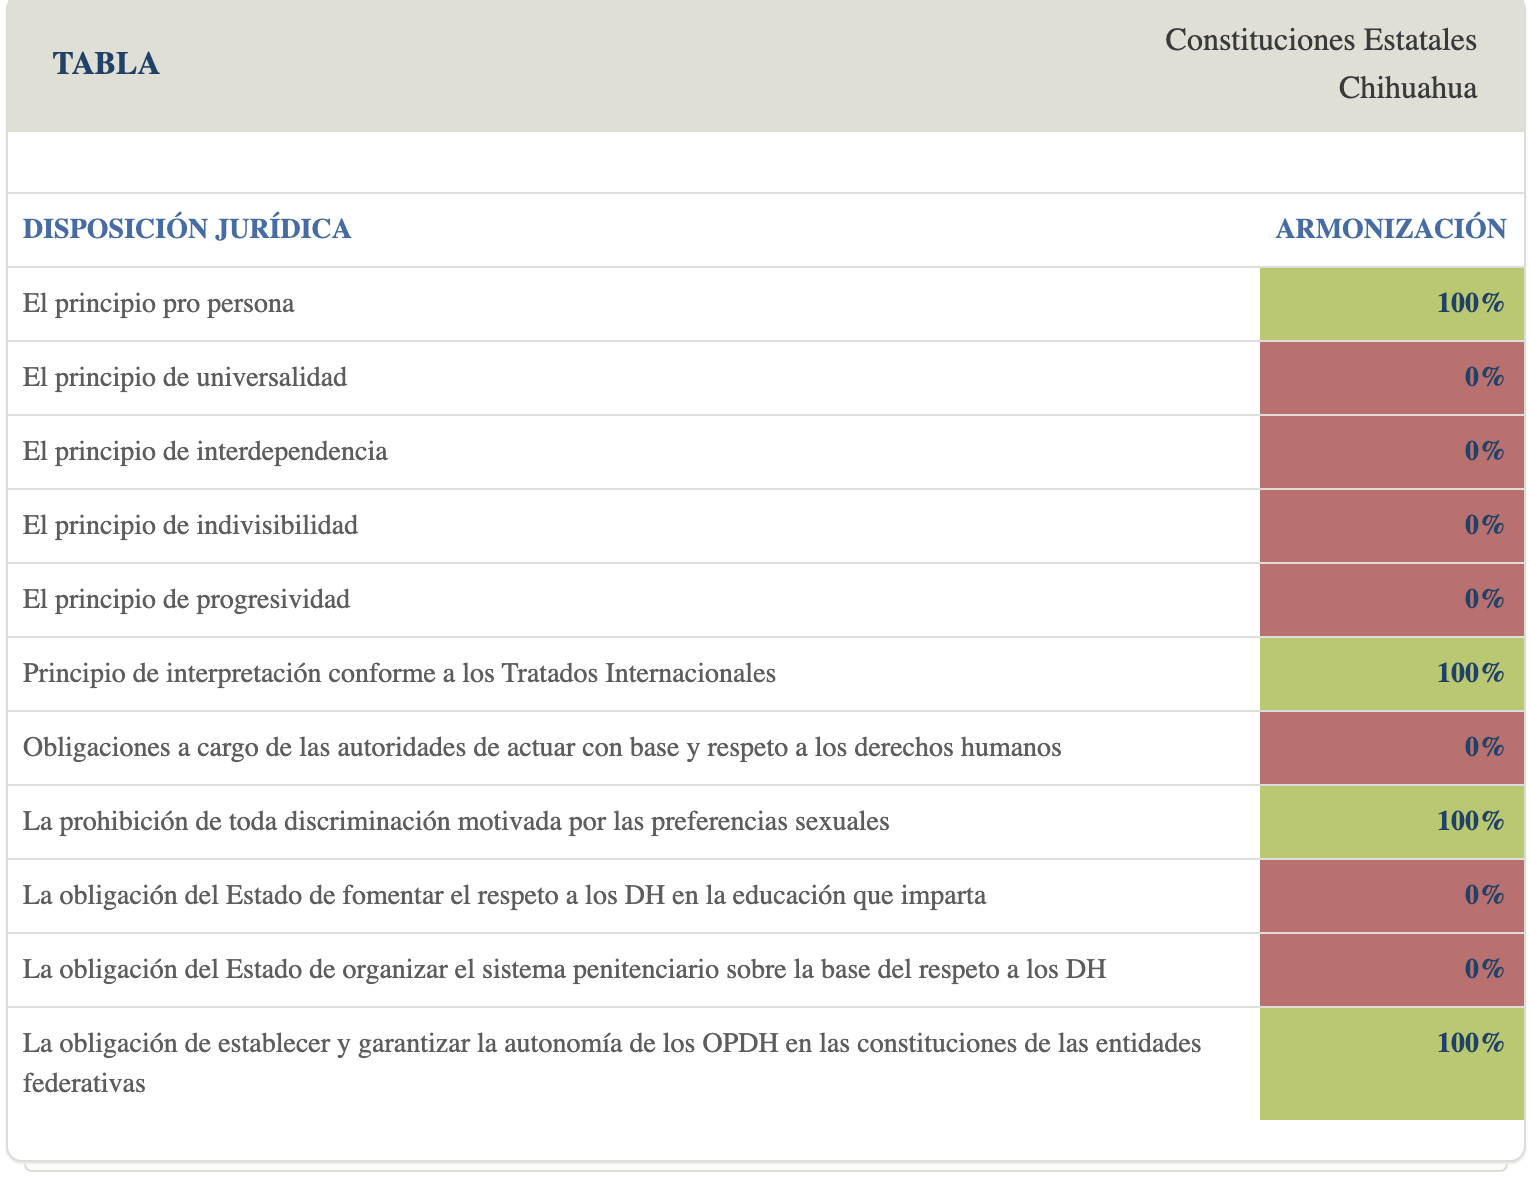 TABLA
Constituciones Estatales
Chihuahua
DISPOSICIÓN JURÍDICA ARMONIZACIÓN
El principio pro persona 100%
El principio de universalidad 0%
El principio de interdependencia 0%
El principio de indivisibilidad 0%
El principio de progresividad 0%
Principio de interpretación conforme a los Tratados Internacionales 100%
Obligaciones a cargo de las autoridades de actuar con base y respeto a los derechos humanos 0%
La prohibición de toda discriminación motivada por las preferencias sexuales 100%
La obligación del Estado de fomentar el respeto a los DH en la educación que imparta 0%
La obligación del Estado de organizar el sistema penitenciario sobre la base del respeto a los DH 0%
La obligación de establecer y garantizar la autonomía de los OPDH en las constituciones de las entidades 100%
federativas